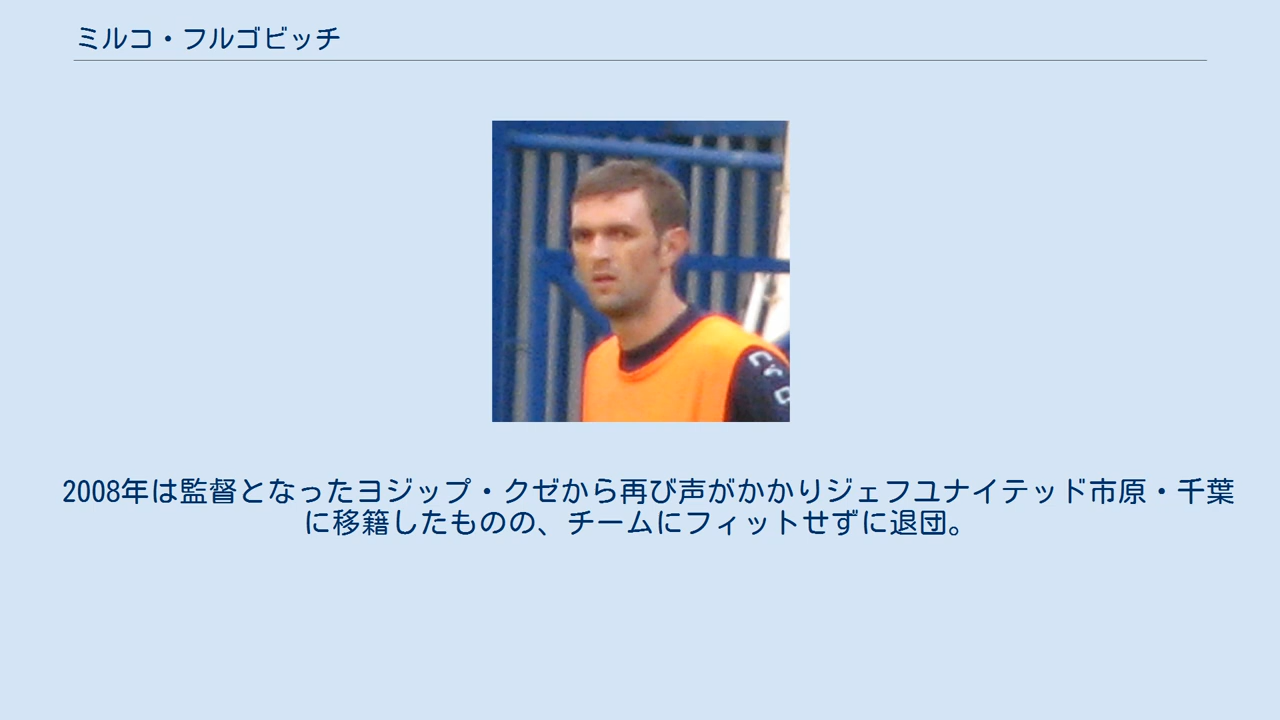 ミルコ・フルゴビッチ
2008年は監督となったヨジップ・クゼから再び声がかかりジェフユナイテッド市原・千葉
に移籍したものの、チームにフィットせずに退団。